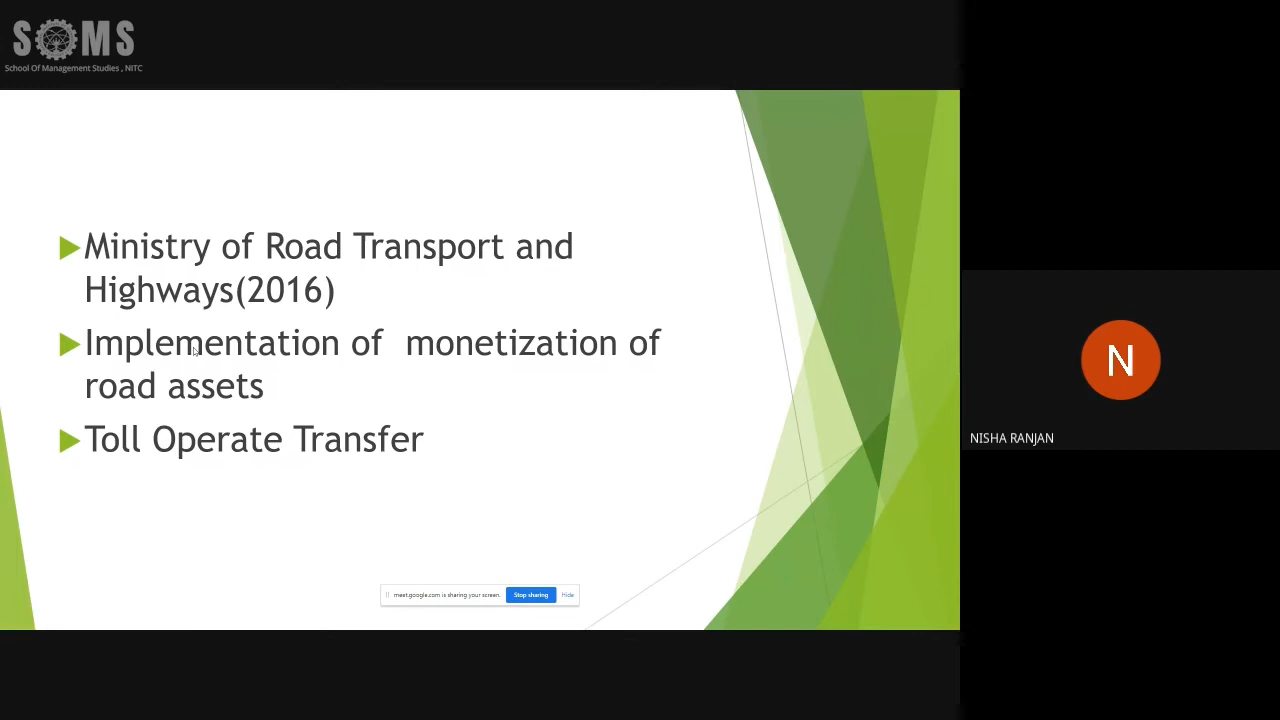 SOMS
School Of Management Studies , NITC
Ministry of Road Transport and
Highways(2016)
Implementation of  monetization of
road assets
Toll Operate Transfer
meet.google.com is sharing your screen. Stop sharing Hide
N
NISHA RANJAN